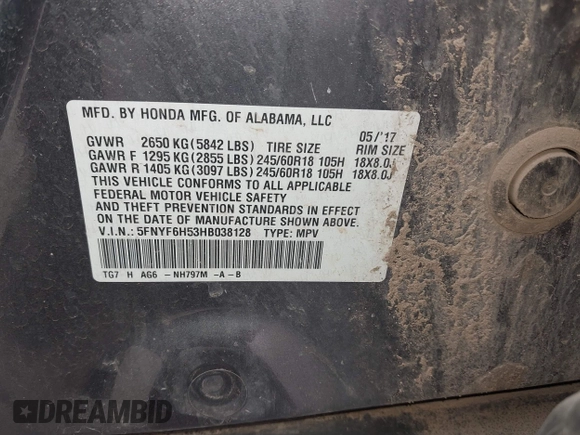 MFD. BY HONDA MFG. OF ALABAMA, LLC
05/'17
GVWR 2650 KG(5842 LBS) TIRE SIZE RIM SIZE
GAWR F 1295 KG(2855 LBS) 245/60R18 105H 18X8.0J
GAWR R 1405 KG(3097 LBS) 245/60R18 105H 18X8.0J
THIS VEHICLE CONFORMS TO ALL APPLICABLE
FEDERAL MOTOR VEHICLE SAFETY
AND THEFT PREVENTION STANDARDS IN EFFECT
ON THE DATE OF MANUFACTURE SHOWN ABOVE.
V.I.N.: 5FNYF6H53HB038128 TYPE: MPV
TG7 H AG6 -NH797M -A-B
DREAMBID